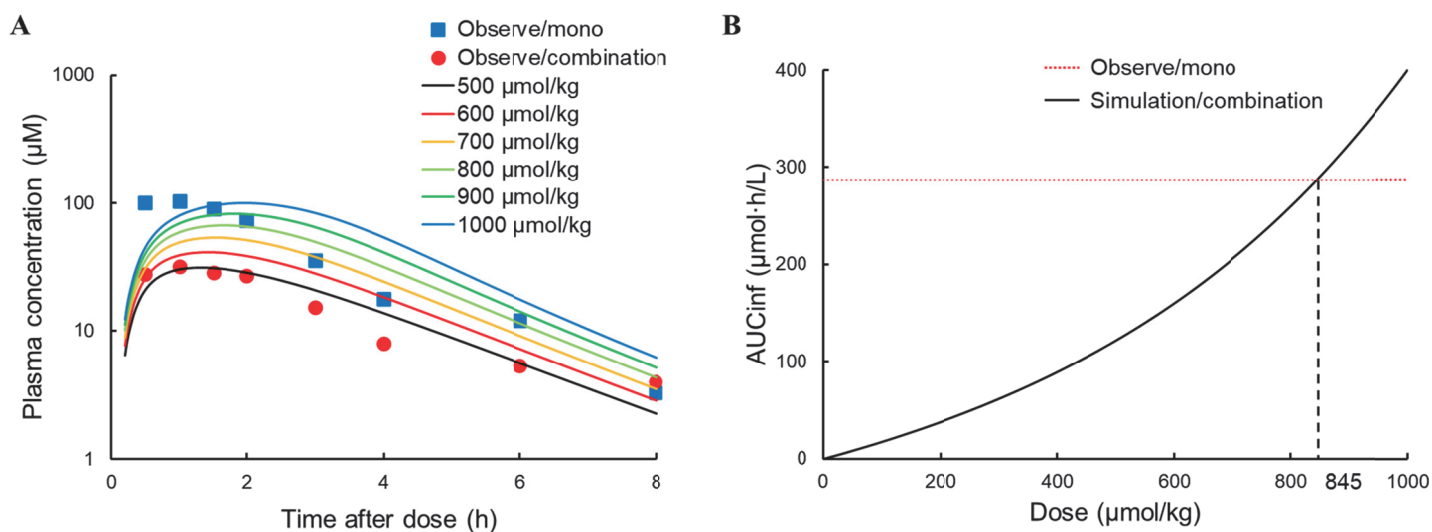 A
Observe/mono
Observe/combination
500 µmol/kg
600 µmol/kg
700 µmol/kg
800 µmol/kg
900 µmol/kg
1000 µmol/kg
Plasma concentration (µM)
1000
100
10
1
0
2
4
6
8
Time after dose (h)
B
Observe/mono
Simulation/combination
AUCinf (µmol·h/L)
400
300
200
100
0
0
200
400
600
800
845
1000
Dose (µmol/kg)